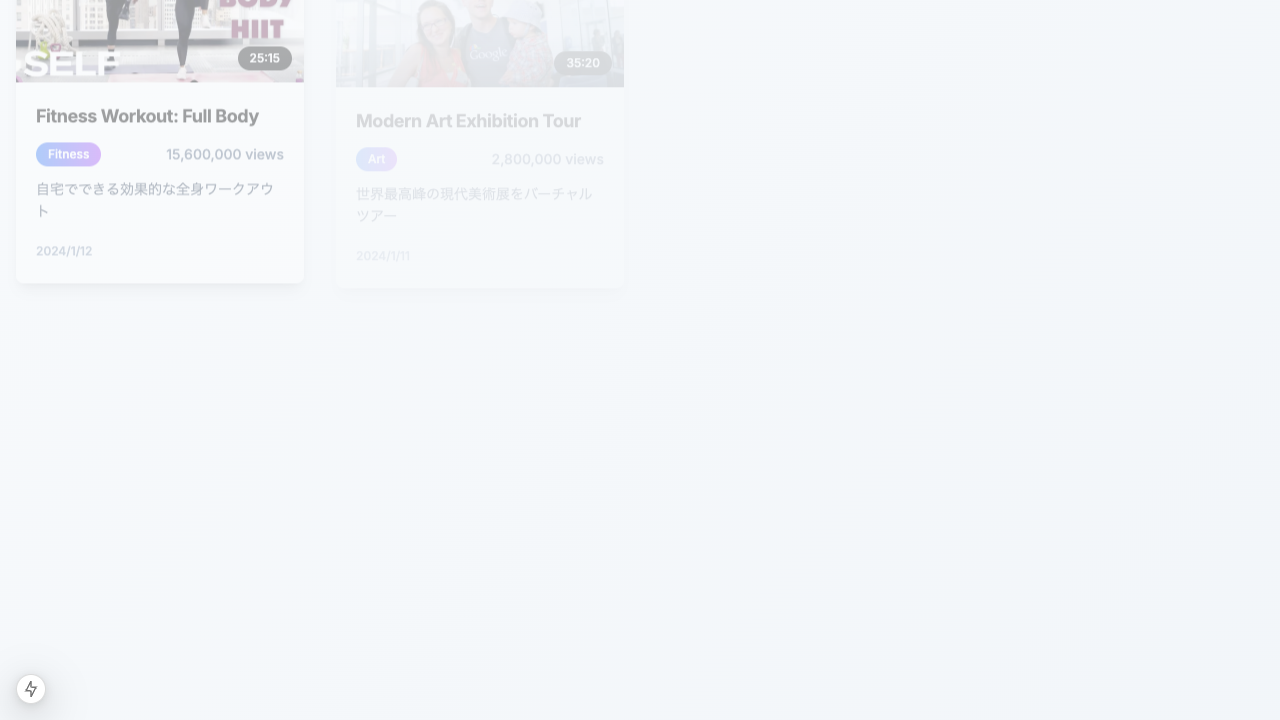 BODY
HIIT
SELF
25:15
Google
35:20
Fitness Workout: Full Body
Fitness
15,600,000 views
自宅でできる効果的な全身ワークアウ
ト
2024/1/12
Modern Art Exhibition Tour
Art
2,800,000 views
世界最高峰の現代美術展をバーチャル
ツアー
2024/1/11